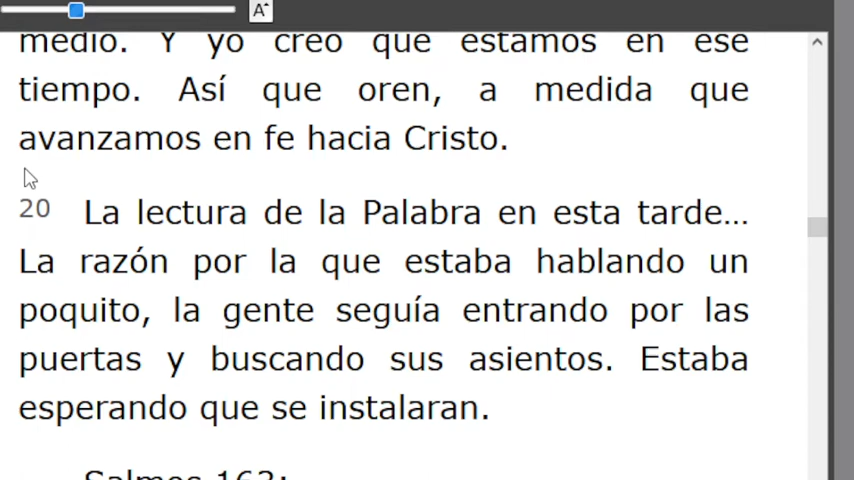 A
medio. Y yo creo que estamos en ese
tiempo. Así que oren, a medida que
avanzamos en fe hacia Cristo.
20 La lectura de la Palabra en esta tarde…
La razón por la que estaba hablando un
poquito, la gente seguía entrando por las
puertas y buscando sus asientos. Estaba
esperando que se instalaran.
Salmos 163: